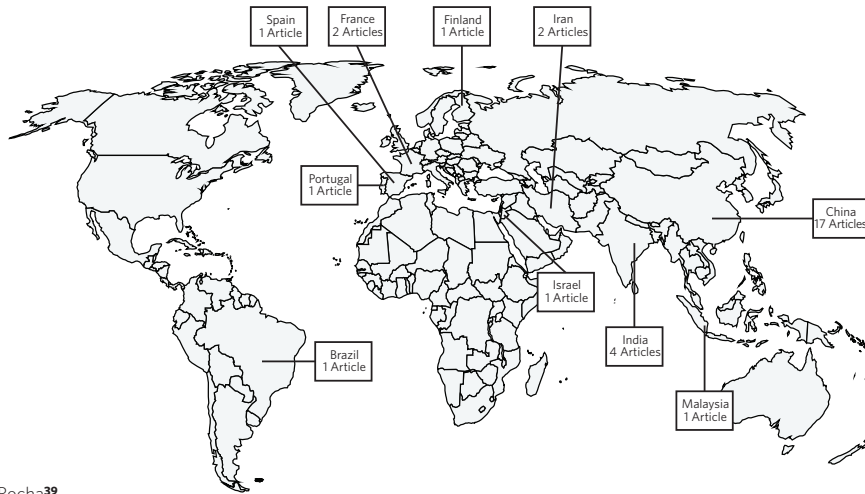 Spain
1 Article
France
2 Articles
Finland
1 Article
Iran
2 Articles
Portugal
1 Article
China
17 Articles
Israel
1 Article
India
4 Articles
Brazil
1 Article
Malaysia
1 Article
Rocha39